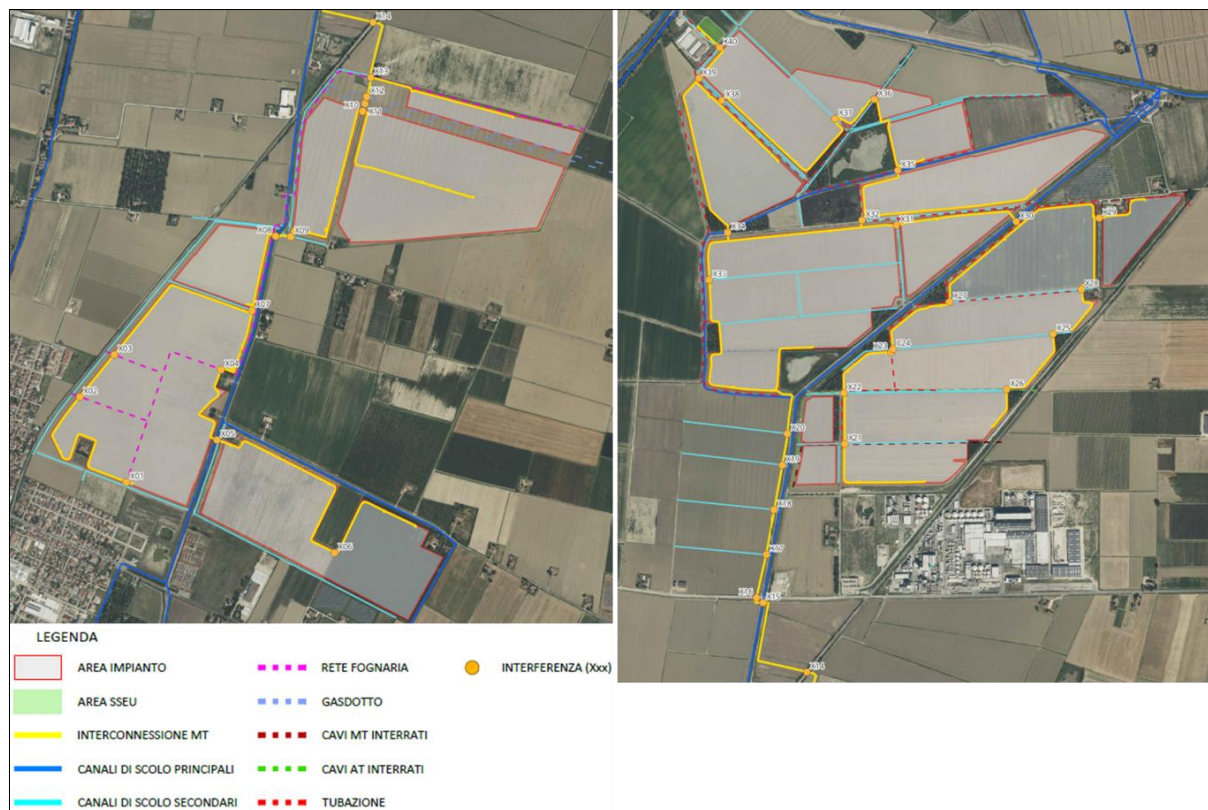 X14
X13
X12
X10
X11
X08
X09
X07
X03
X04
X02
X05
X01
X06
X40
X39
X38
X36
X37
X35
X32
X31
X30
X29
X34
X33
X28
X27
X25
X24
X23
X22
X26
X21
X20
X19
X18
X17
X16
X15
X14
LEGENDA
AREA IMPIANTO
RETE FOGNARIA
INTERFERENZA (Xxx)
AREA SSEU
GASDOTTO
INTERCONNESSIONE MT
CAVI MT INTERRATI
CANALI DI SCOLO PRINCIPALI
CAVI AT INTERRATI
CANALI DI SCOLO SECONDARI
TUBAZIONE